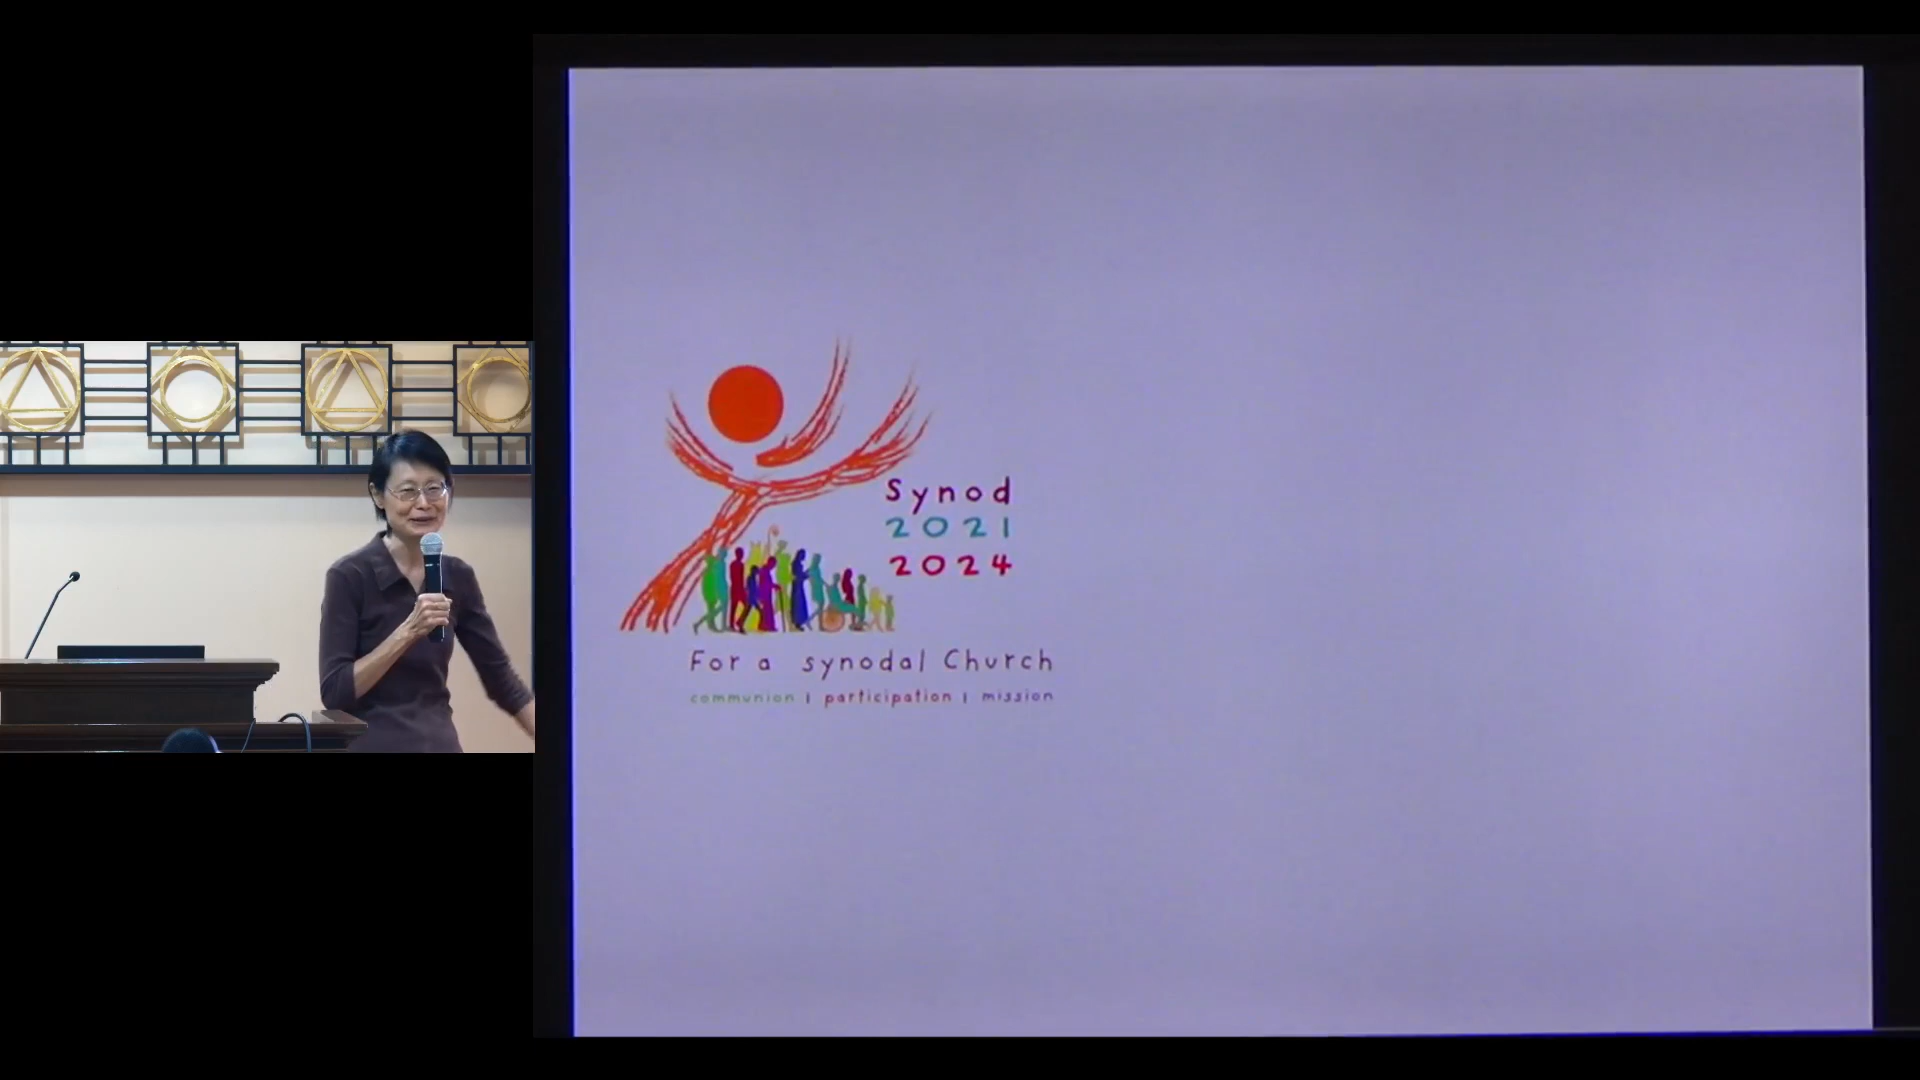 Synod
2021
2024
For a synodal Church
communion | participation | mission